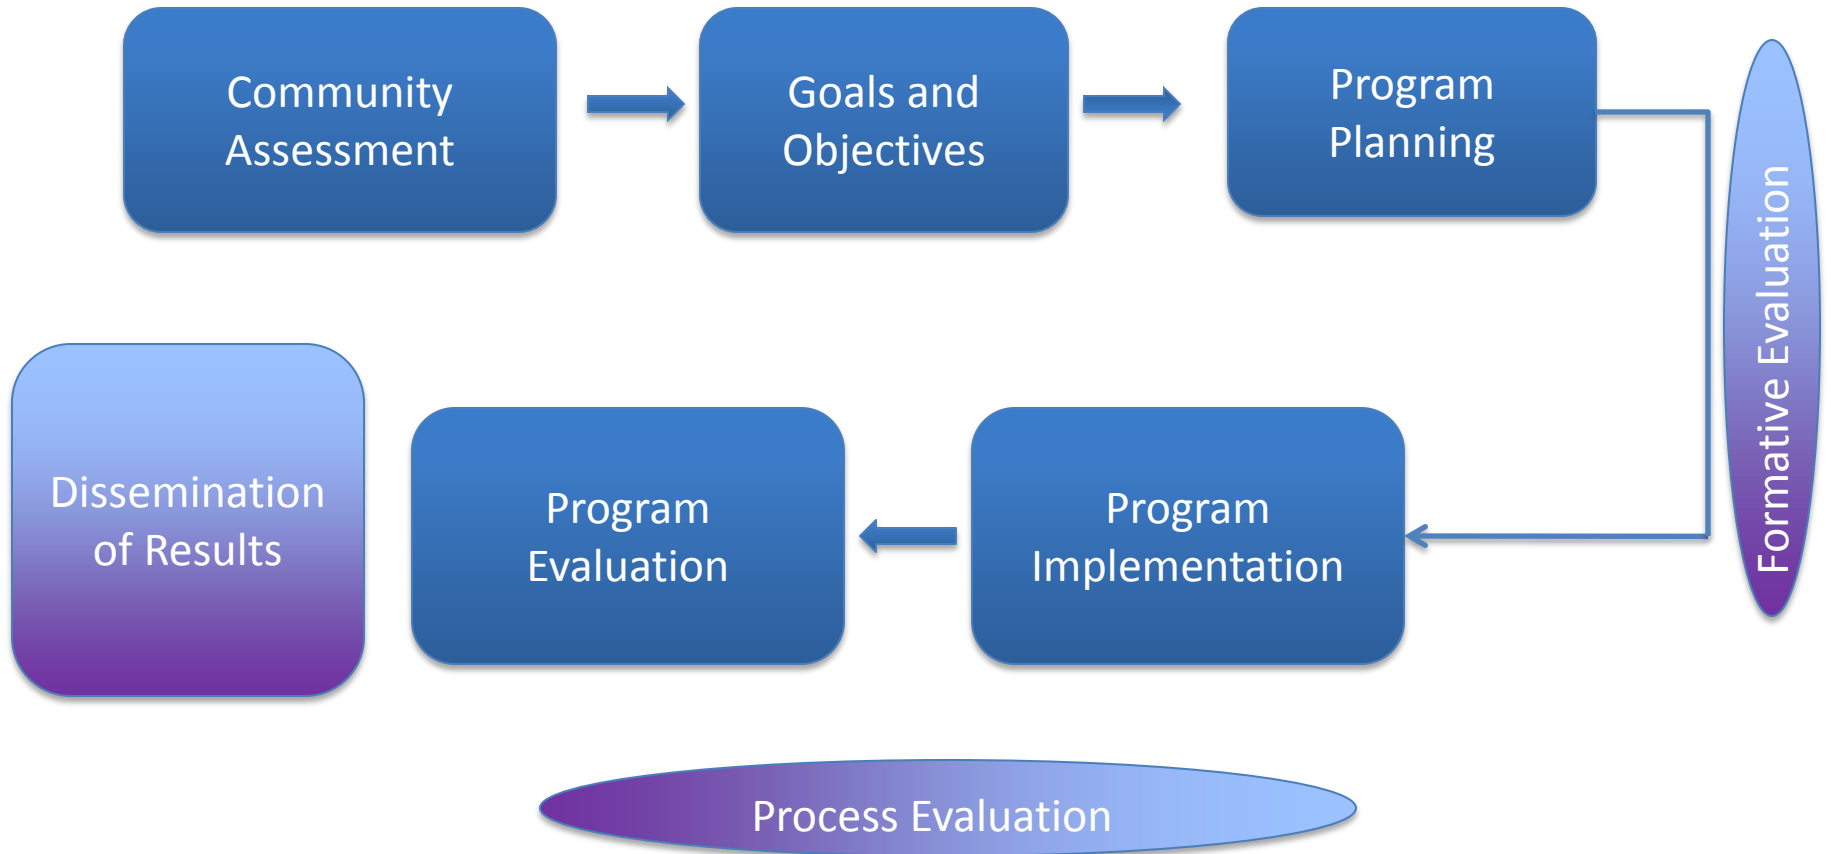 Community
Assessment
Goals and
Objectives
Program
Planning
Formative Evaluation
Dissemination
of Results
Program
Evaluation
Program
Implementation
Process Evaluation